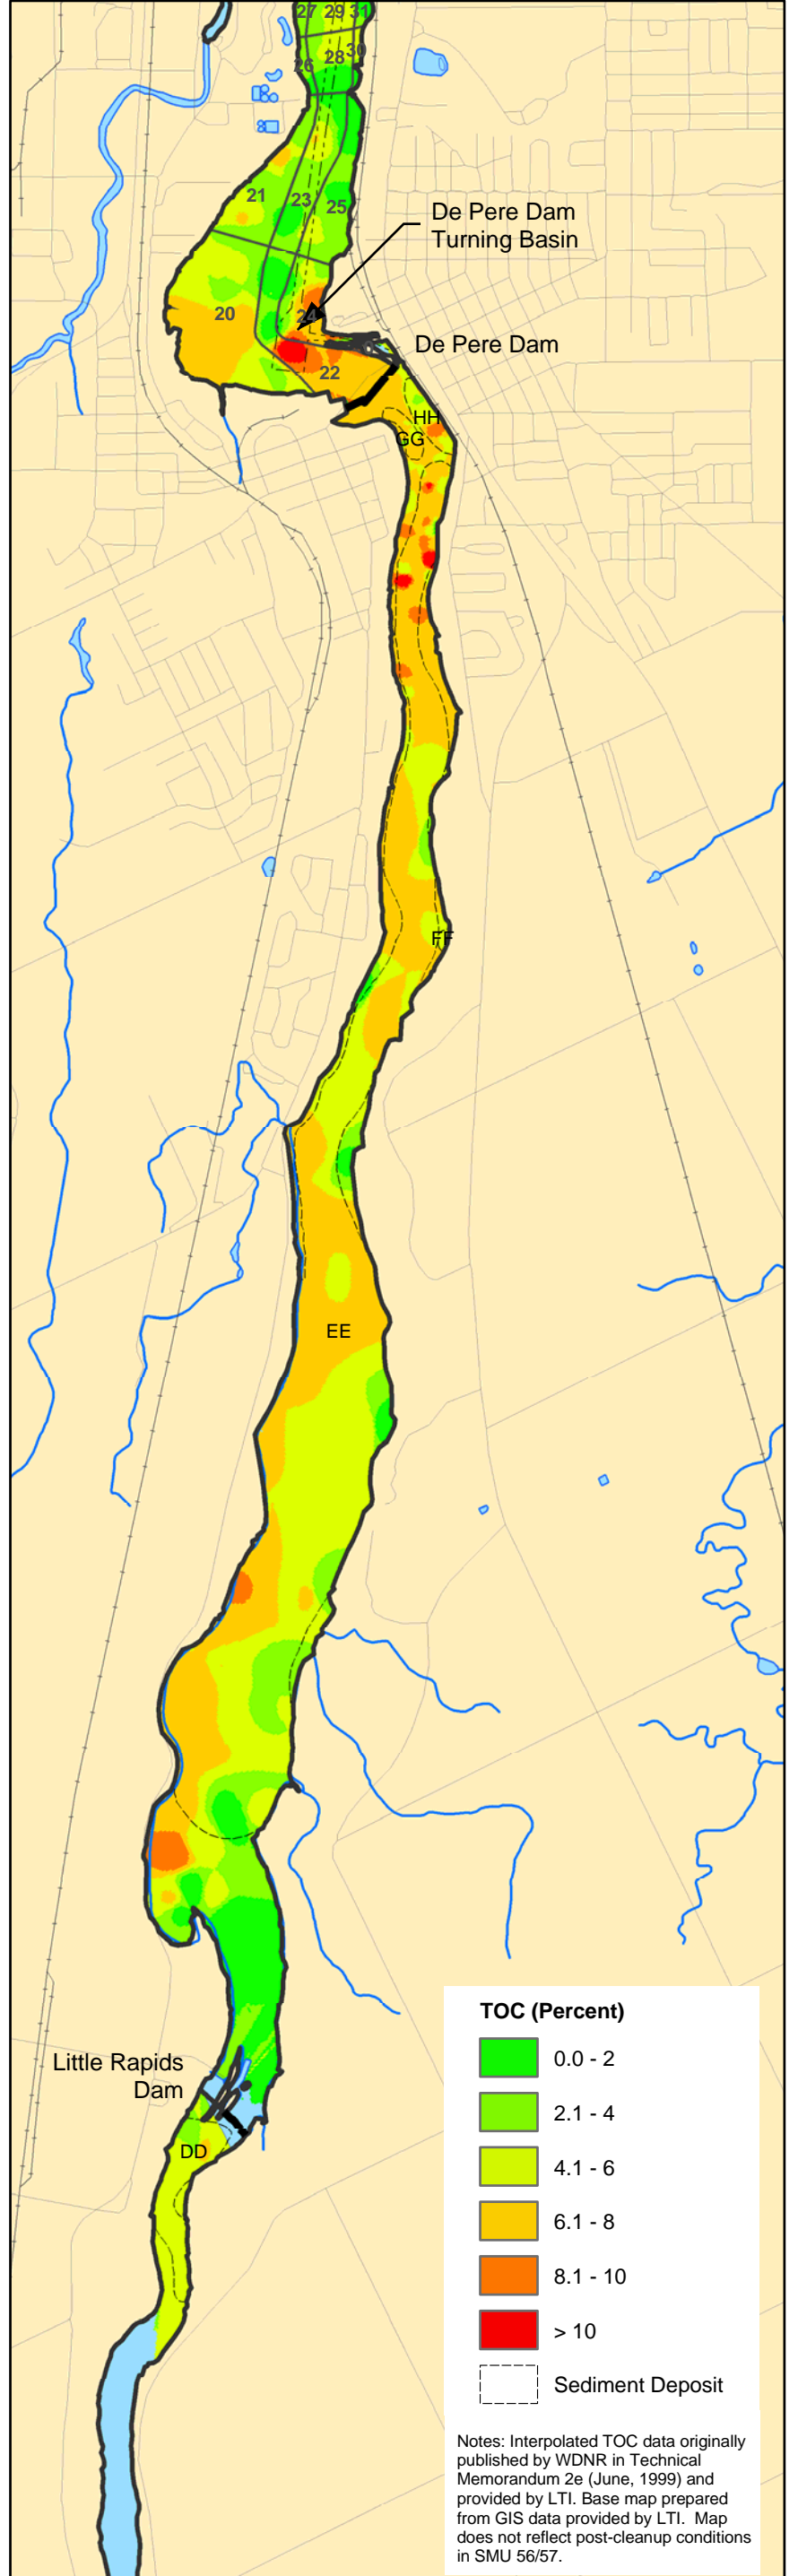 27 29 31
26 28 30
21 23 25
De Pere Dam
Turning Basin
20
24
22
De Pere Dam
HH
GG
FF
EE
Little Rapids
Dam
DD
TOC (Percent)
0.0 - 2
2.1 - 4
4.1 - 6
6.1 - 8
8.1 - 10
> 10
Sediment Deposit
Notes: Interpolated TOC data originally
published by WDNR in Technical
Memorandum 2e (June, 1999) and
provided by LTI. Base map prepared
from GIS data provided by LTI. Map
does not reflect post-cleanup conditions
in SMU 56/57.